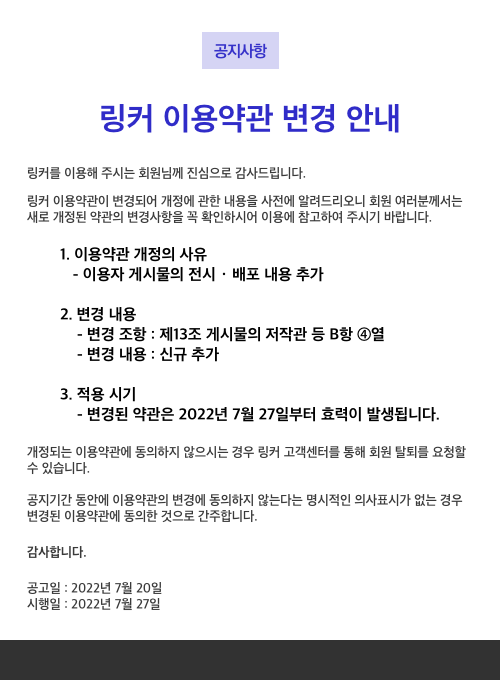 공지사항
링커 이용약관 변경 안내
링커를 이용해 주시는 회원님께 진심으로 감사드립니다.
링커 이용약관이 변경되어 개정에 관한 내용을 사전에 알려드리오니 회원 여러분께서는
새로 개정된 약관의 변경사항을 꼭 확인하시어 이용에 참고하여 주시기 바랍니다.
1. 이용약관 개정의 사유
- 이용자 게시물의 전시 · 배포 내용 추가
2. 변경 내용
- 변경 조항 : 제13조 게시물의 저작관 등 B항 ④열
- 변경 내용 : 신규 추가
3. 적용 시기
- 변경된 약관은 2022년 7월 27일부터 효력이 발생됩니다.
개정되는 이용약관에 동의하지 않으시는 경우 링커 고객센터를 통해 회원 탈퇴를 요청할
수 있습니다.
공지기간 동안에 이용약관의 변경에 동의하지 않는다는 명시적인 의사표시가 없는 경우
변경된 이용약관에 동의한 것으로 간주합니다.
감사합니다.
공고일 : 2022년 7월 20일
시행일 : 2022년 7월 27일